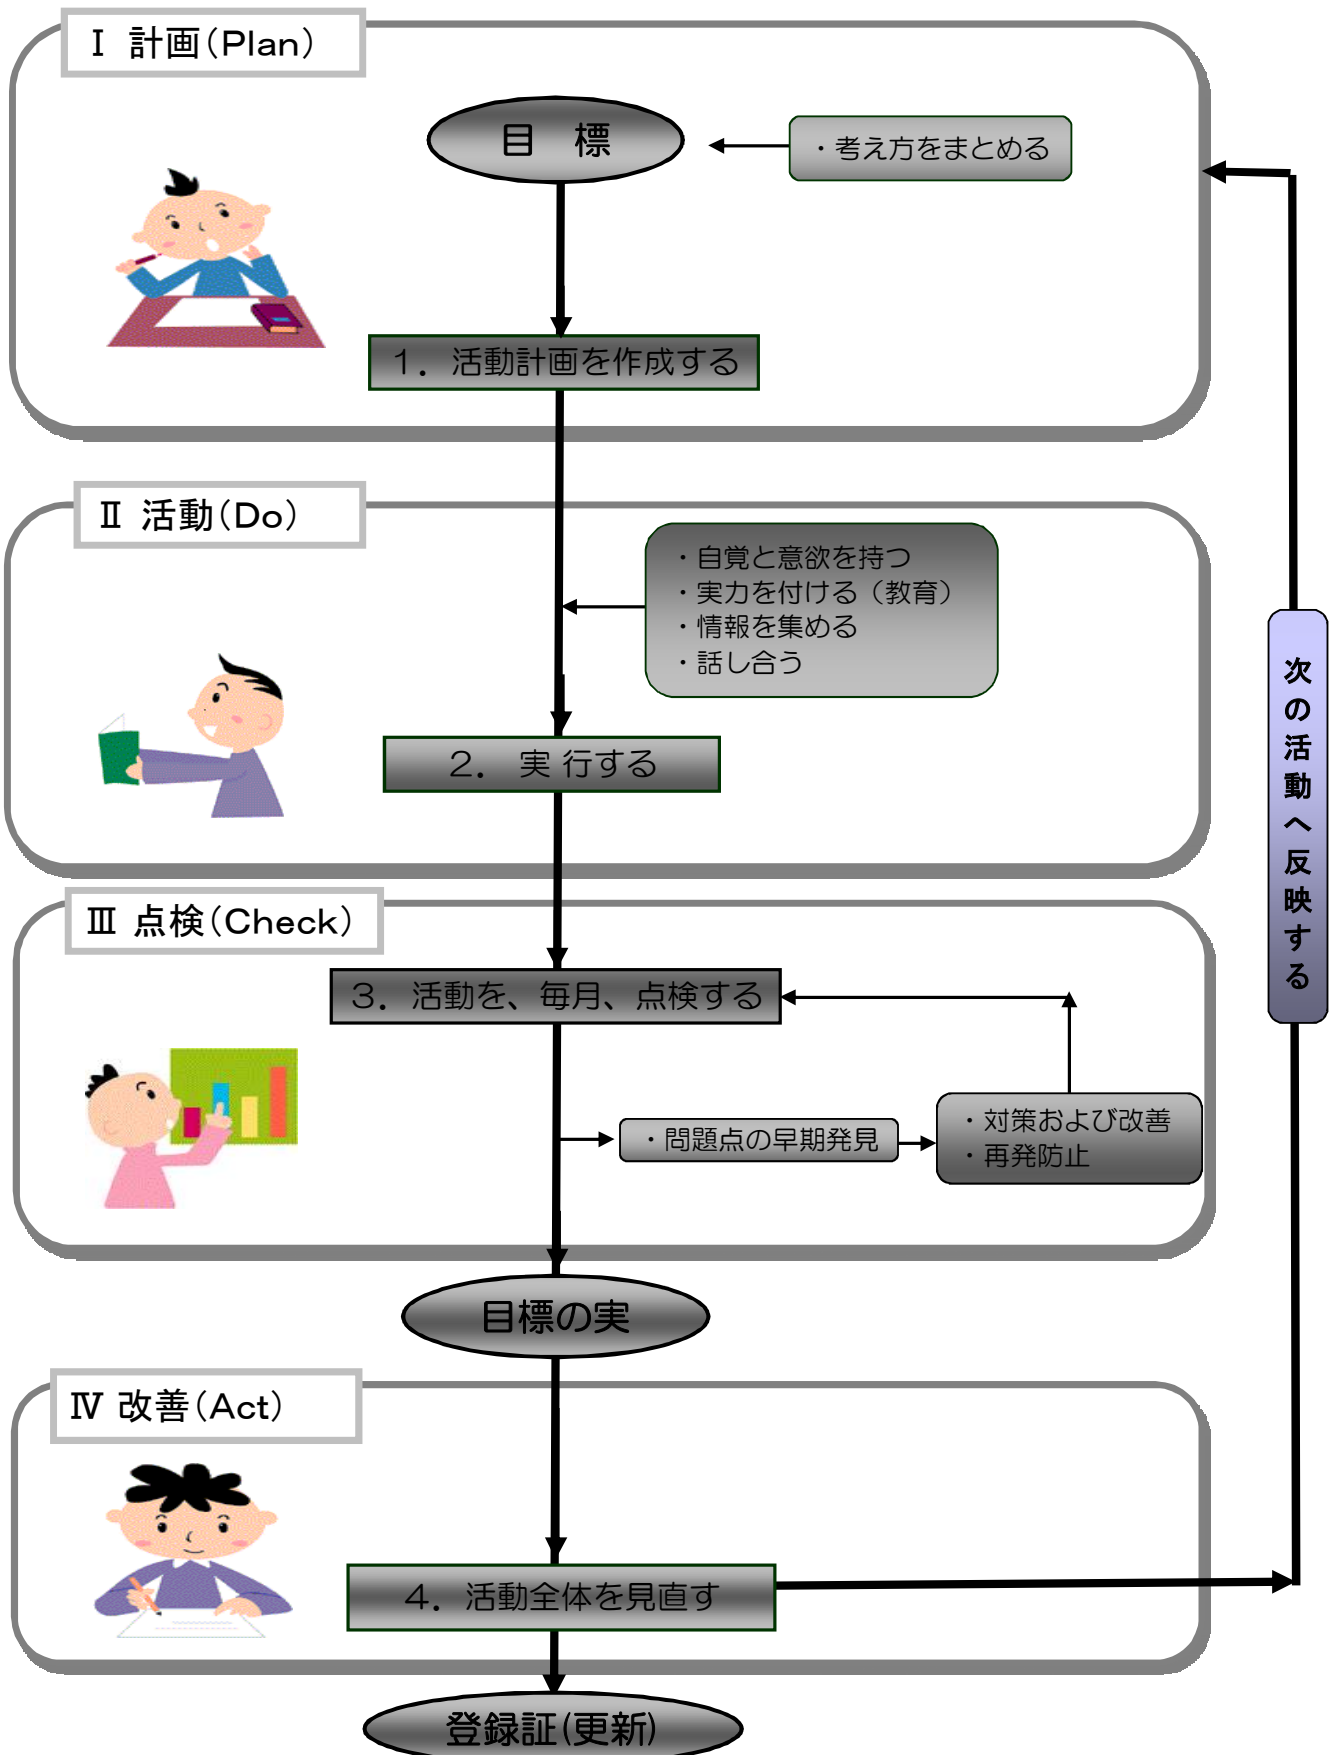 Ⅰ 計画（Plan）
目　標
・考え方をまとめる
１．活動計画を作成する
Ⅱ 活動（Do）
・自覚と意欲を持つ
・実力を付ける（教育）
・情報を集める
・話し合う
２． 実 行する
次の活動へ反映する
Ⅲ 点検（Check）
３．活動を、毎月、点検する
・問題点の早期発見
・対策および改善
・再発防止
目標の実
Ⅳ 改善（Act）
４．活動全体を見直す
登録証(更新)